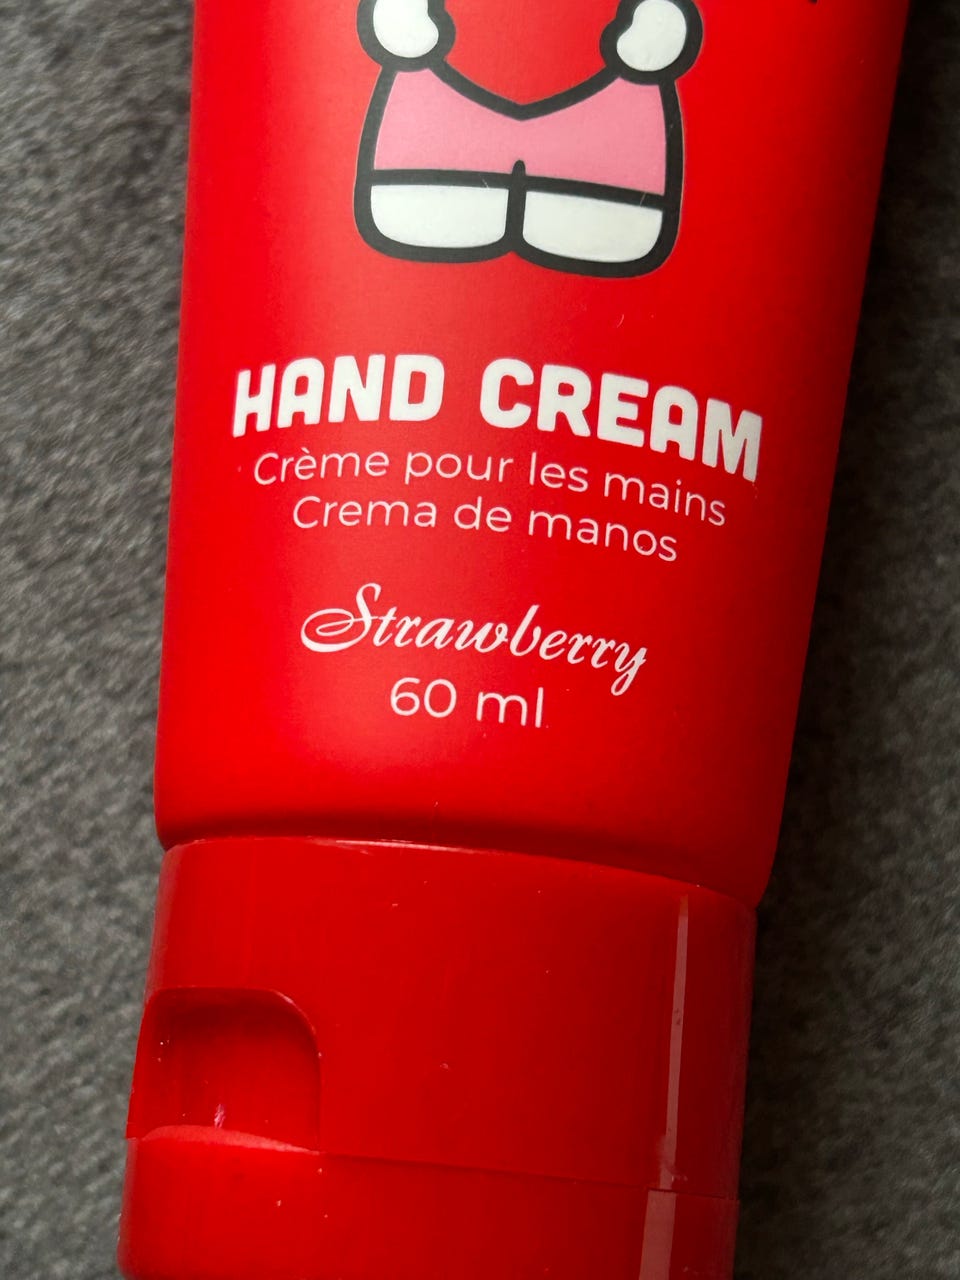 HAND CREAM
Crème pour les mains
Crema de manos
Strawberry
60 ml